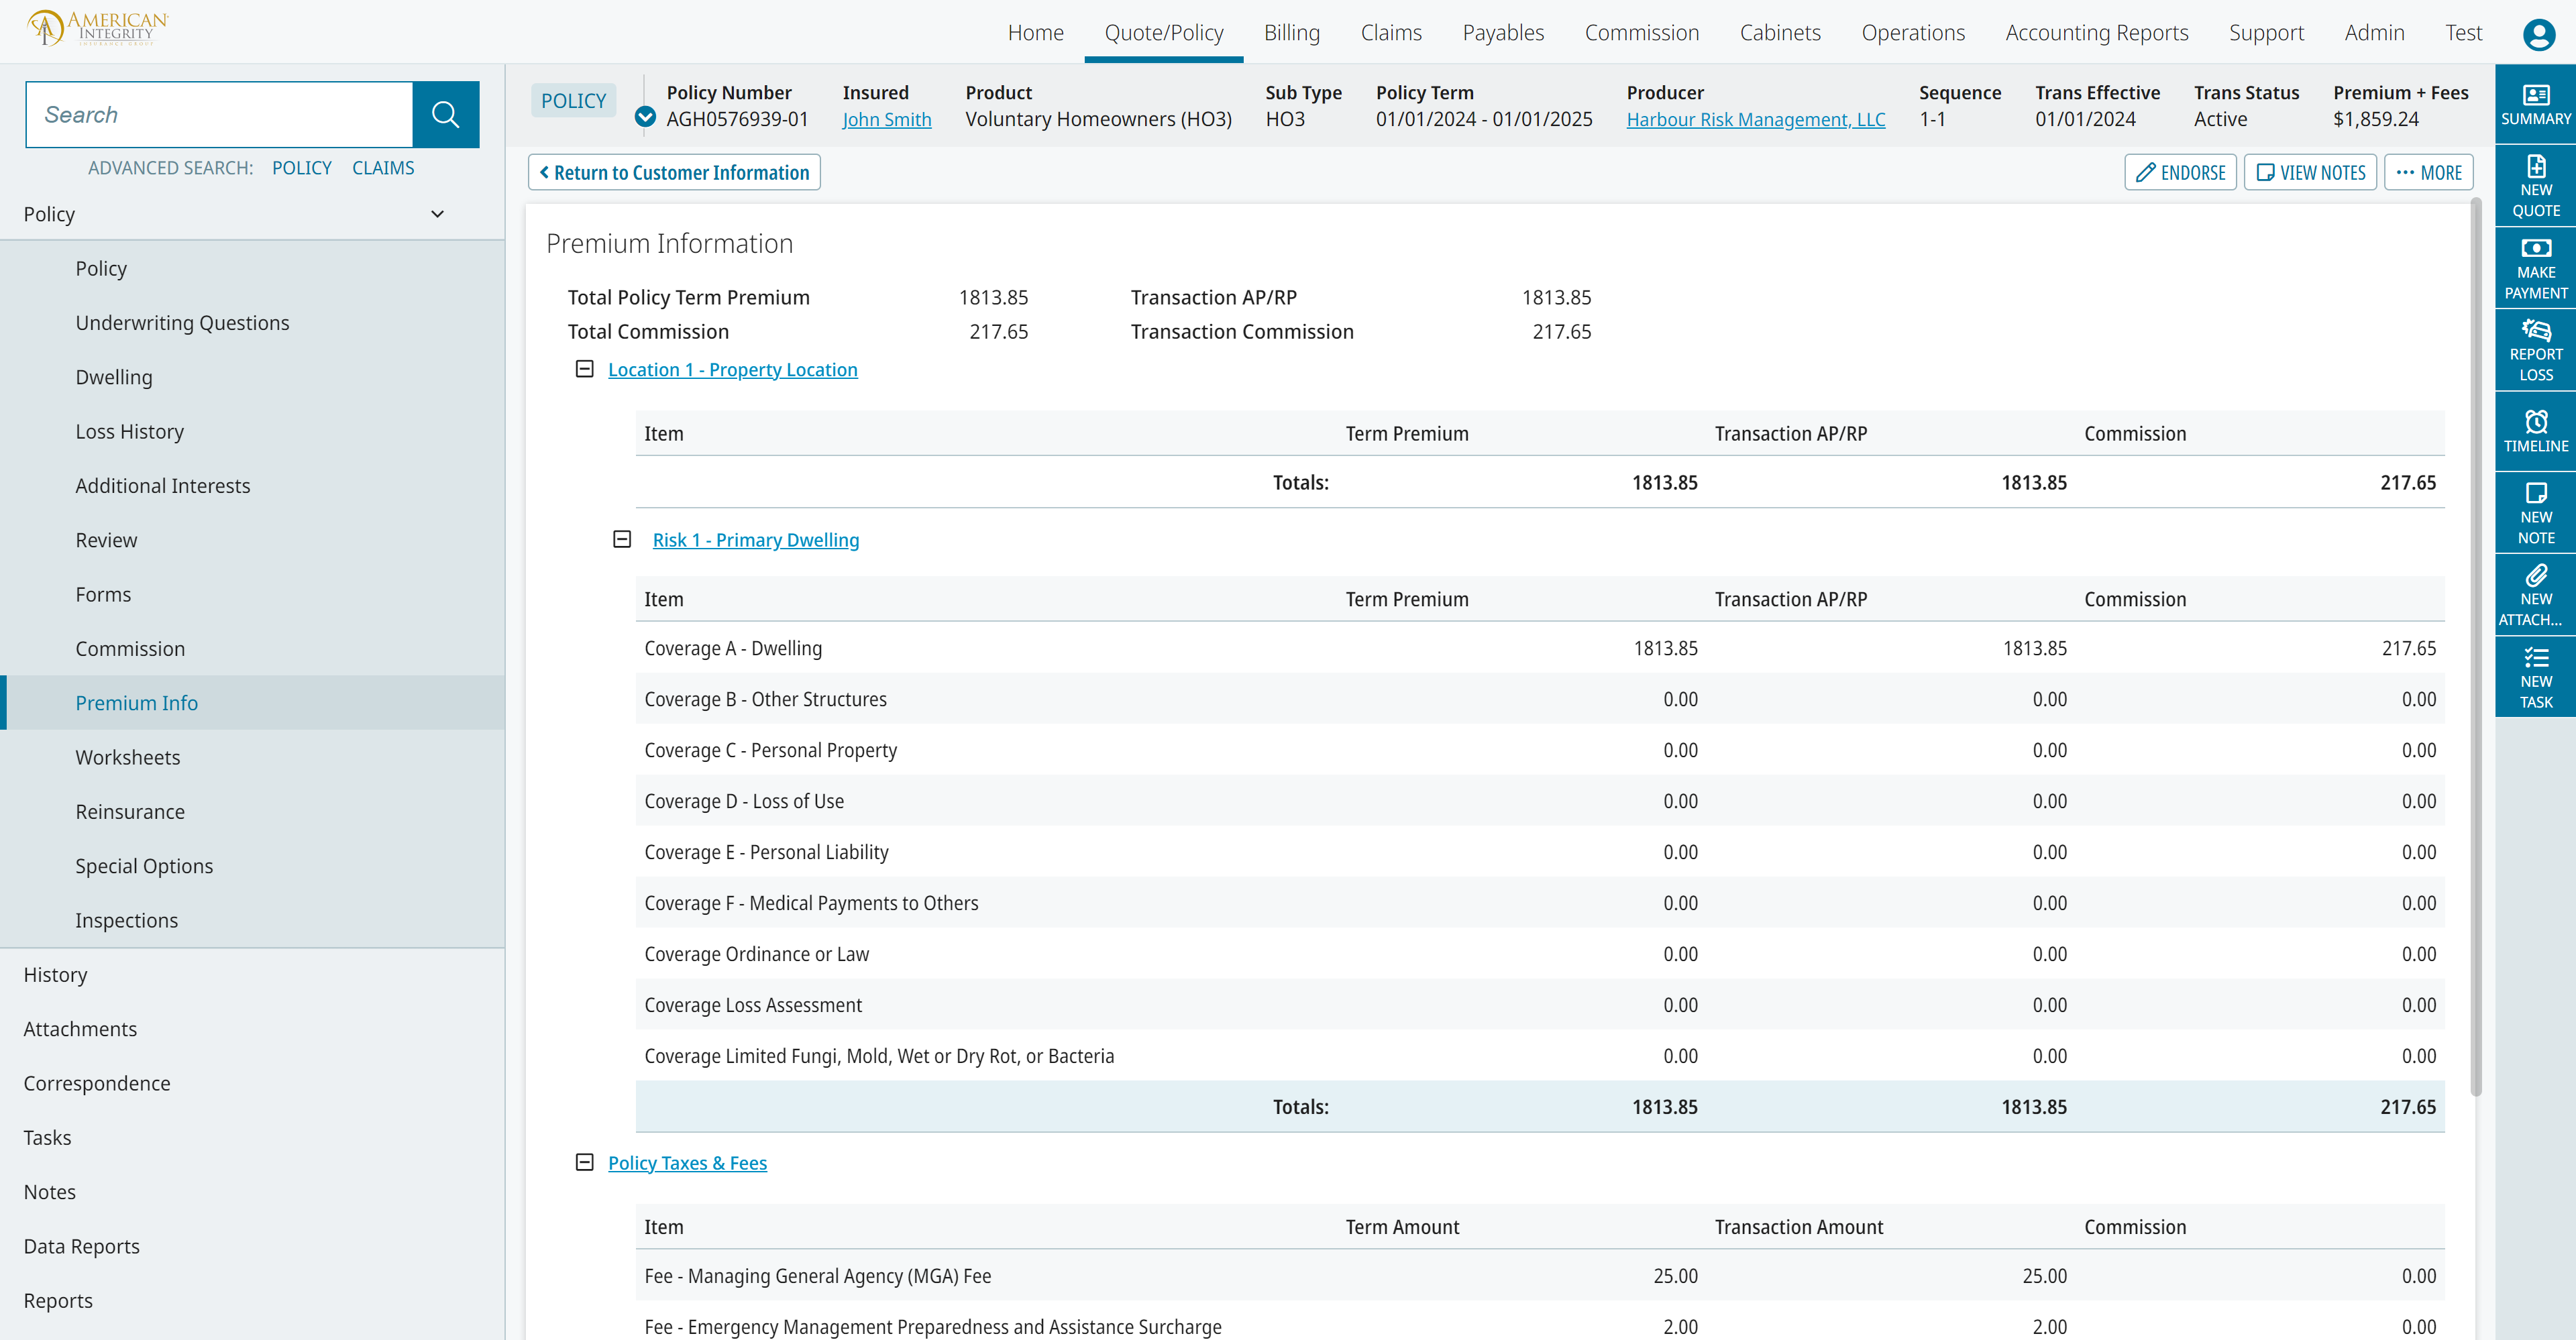 AMERICAN
INTEGRITY
INSURANCE GROUP
Home Quote/Policy Billing Claims Payables Commission Cabinets Operations Accounting Reports Support Admin Test
Search
ADVANCED SEARCH: POLICY CLAIMS
Policy
Policy
Underwriting Questions
Dwelling
Loss History
Additional Interests
Review
Forms
Commission
Premium Info
Worksheets
Reinsurance
Special Options
Inspections
History
Attachments
Correspondence
Tasks
Notes
Data Reports
Reports
POLICY
Policy Number Insured Product Sub Type Policy Term Producer Sequence Trans Effective Trans Status Premium + Fees
AGH0576939-01 John Smith Voluntary Homeowners (HO3) HO3 01/01/2024 - 01/01/2025 Harbour Risk Management, LLC 1-1 01/01/2024 Active $1,859.24
Return to Customer Information ENDORSE VIEW NOTES MORE
Premium Information
Total Policy Term Premium 1813.85 Transaction AP/RP 1813.85
Total Commission 217.65 Transaction Commission 217.65
Location 1 - Property Location
Item Term Premium Transaction AP/RP Commission
Totals: 1813.85 1813.85 217.65
Risk 1 - Primary Dwelling
Item Term Premium Transaction AP/RP Commission
Coverage A - Dwelling 1813.85 1813.85 217.65
Coverage B - Other Structures 0.00 0.00 0.00
Coverage C - Personal Property 0.00 0.00 0.00
Coverage D - Loss of Use 0.00 0.00 0.00
Coverage E - Personal Liability 0.00 0.00 0.00
Coverage F - Medical Payments to Others 0.00 0.00 0.00
Coverage Ordinance or Law 0.00 0.00 0.00
Coverage Loss Assessment 0.00 0.00 0.00
Coverage Limited Fungi, Mold, Wet or Dry Rot, or Bacteria 0.00 0.00 0.00
Totals: 1813.85 1813.85 217.65
Policy Taxes & Fees
Item Term Amount Transaction Amount Commission
Fee - Managing General Agency (MGA) Fee 25.00 25.00 0.00
Fee - Emergency Management Preparedness and Assistance Surcharge 2.00 2.00 0.00
SUMMARY
NEW
QUOTE
MAKE
PAYMENT
REPORT
LOSS
TIMELINE
NEW
NOTE
NEW
ATTACH...
NEW
TASK